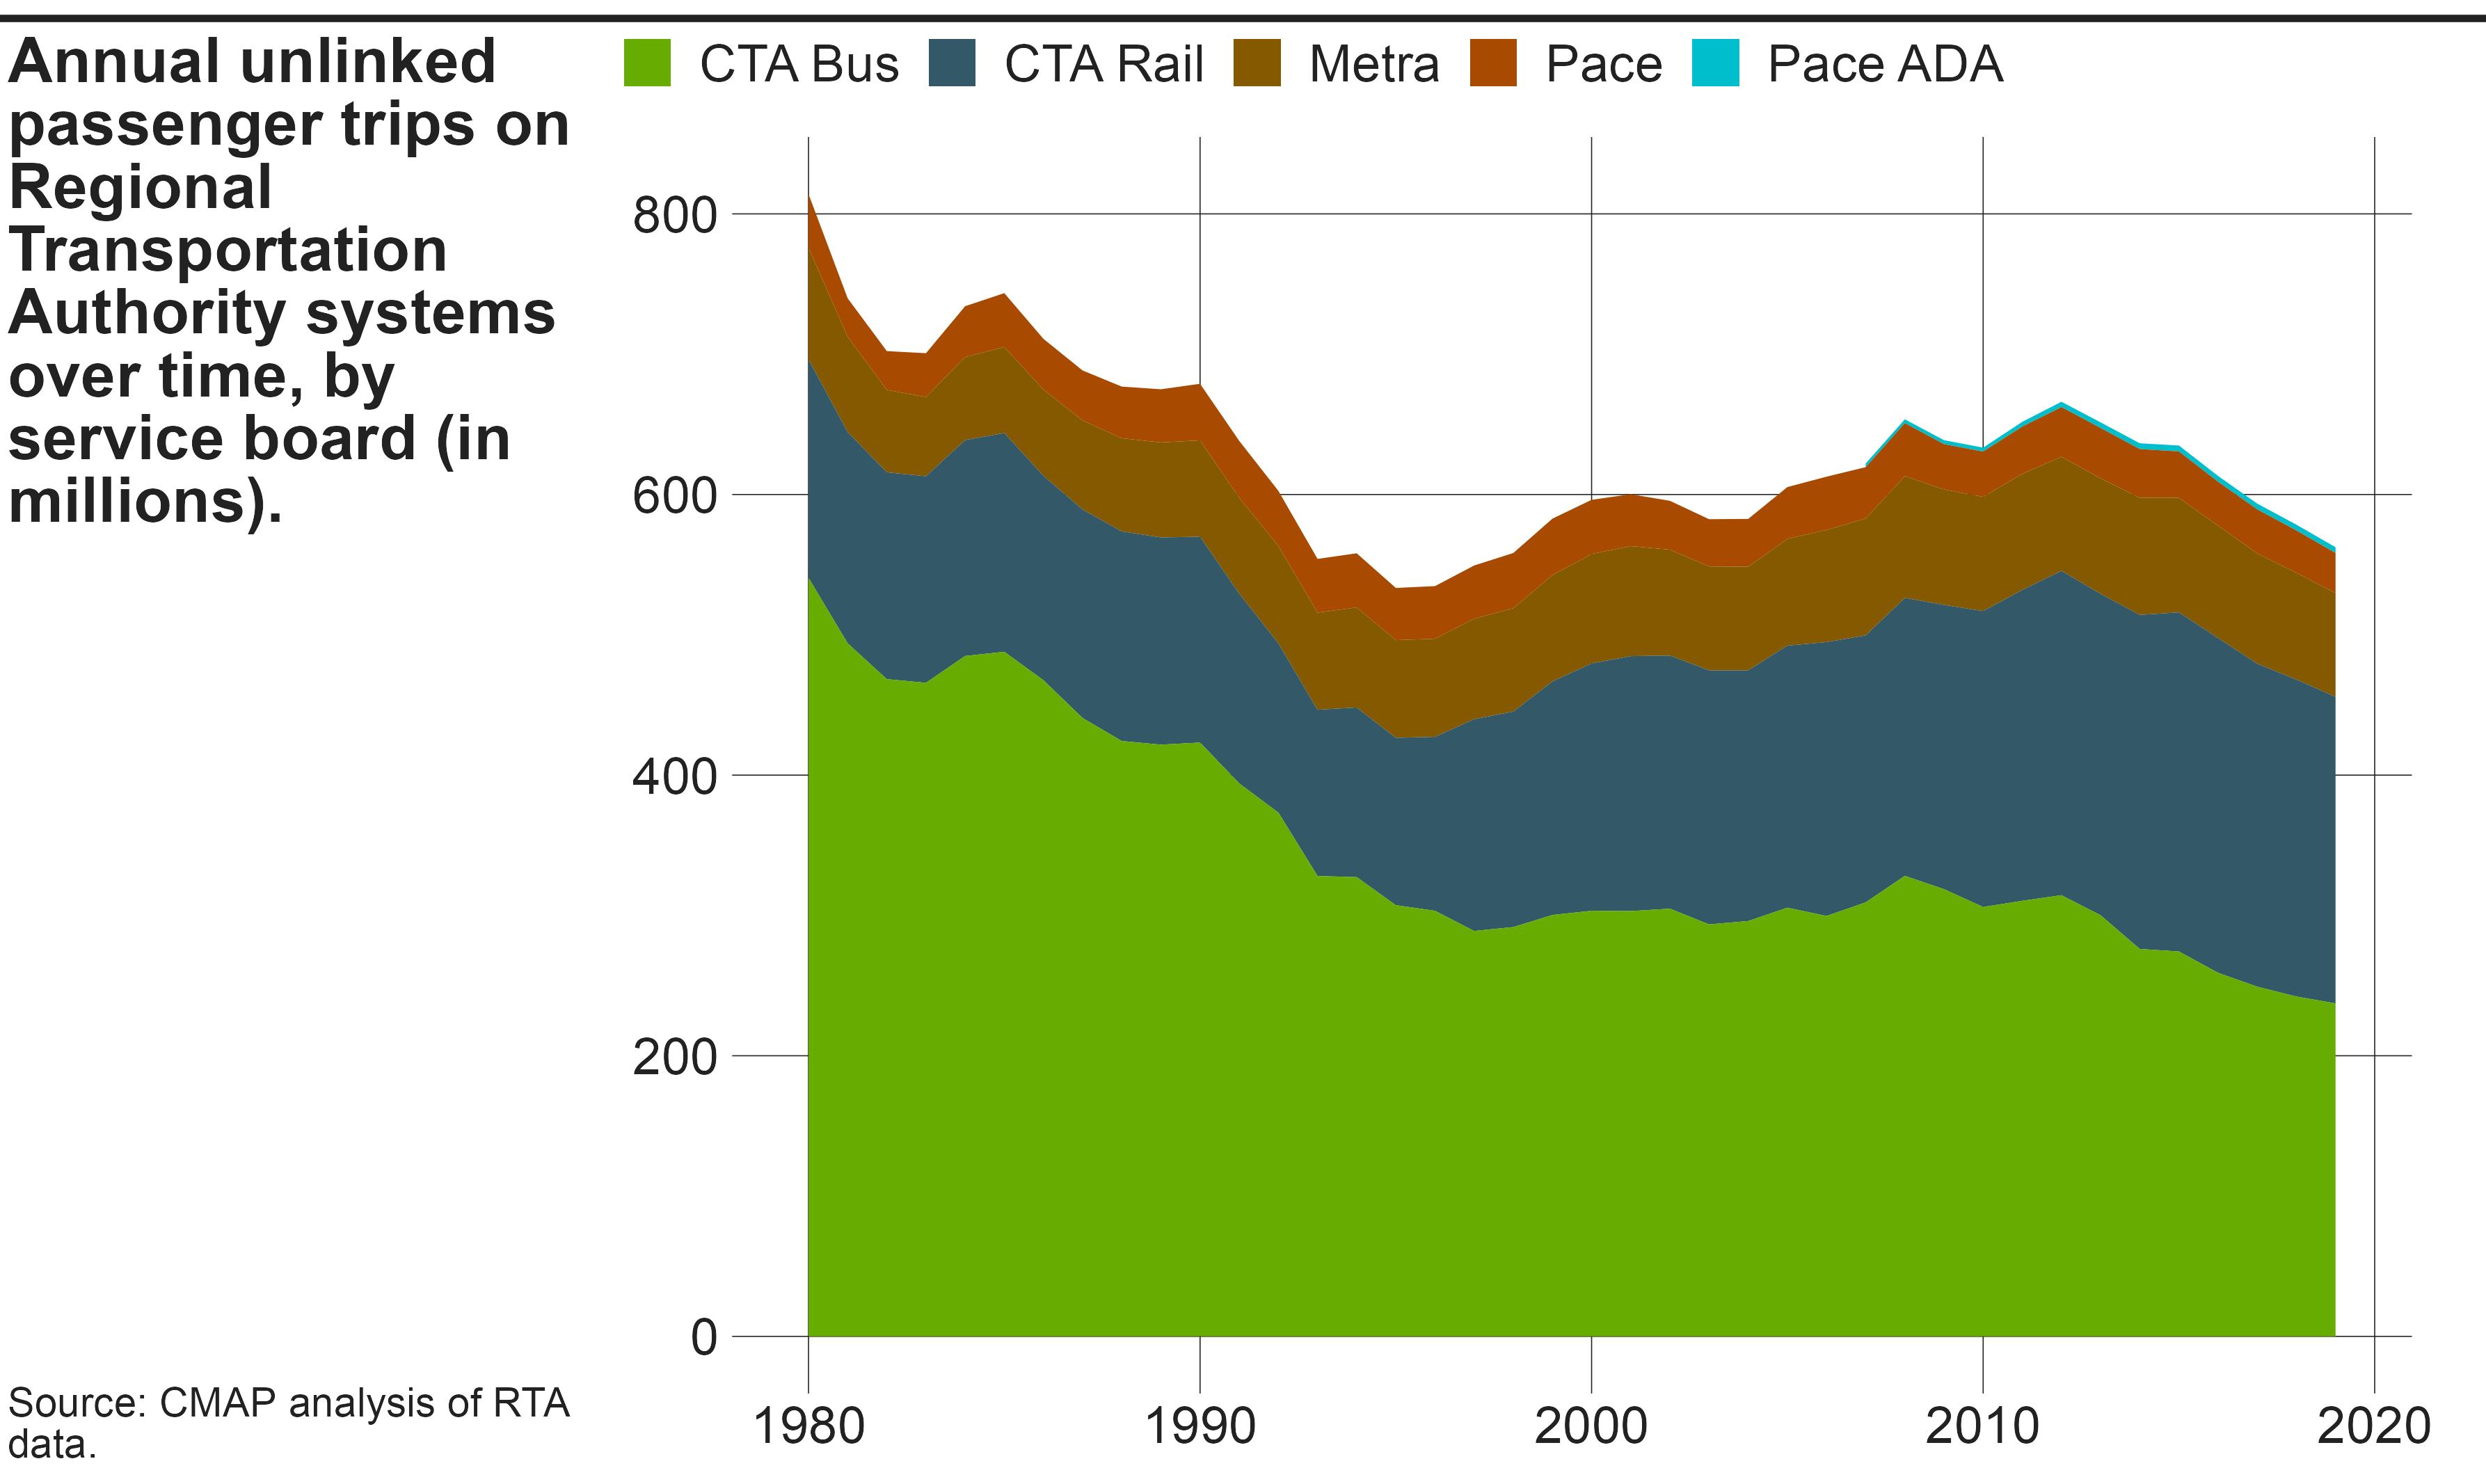 Annual unlinked
passenger trips on
Regional
Transportation
Authority systems
over time, by
service board (in
millions).
CTA Bus CTA Rail Metra Pace Pace ADA
800
600
400
200
0
1980 1990 2000 2010 2020
Source: CMAP analysis of RTA
data.